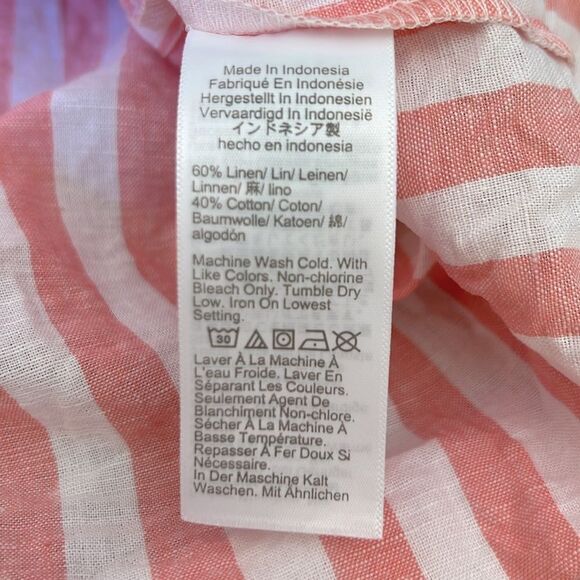 Made In Indonesia
Fabriqué En Indonésie
Hergestellt In Indonesien
Vervaardigd In Indonesië
インドネシア製
hecho en indonesia
60% Linen/ Lin/ Leinen/
Linnen/ 麻/ lino
40% Cotton/ Coton/
Baumwolle/ Katoen/ 綿/
algodón
Machine Wash Cold. With
Like Colors. Non-chlorine
Bleach Only. Tumble Dry
Low. Iron On Lowest
Setting.
30
Laver À La Machine À
L'eau Froide. Laver En
Séparant Les Couleurs.
Seulement Agent De
Blanchiment Non-chlore.
Sécher À La Machine À
Basse Température.
Repasser À Fer Doux Si
Nécessaire.
In Der Maschine Kalt
Waschen. Mit Ähnlichen